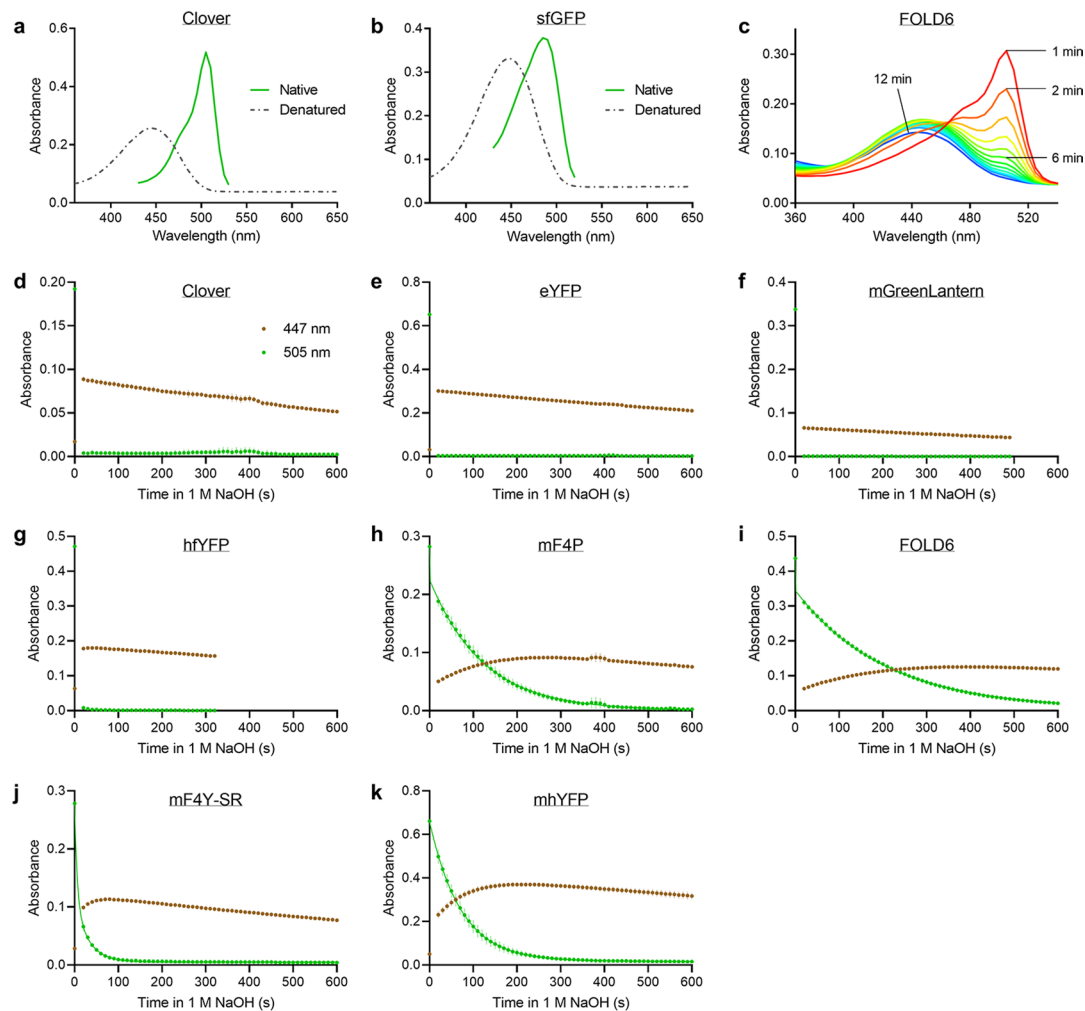 a
Clover
0.6
0.4
0.2
0.0
Absorbance
Native
Denatured
400 450 500 550 600 650
Wavelength (nm)
b
sfGFP
0.4
0.3
0.2
0.1
0.0
Absorbance
Native
Denatured
400 450 500 550 600 650
Wavelength (nm)
c
FOLD6
0.30
0.20
0.10
0.00
Absorbance
1 min
2 min
12 min
6 min
360 400 440 480 520
Wavelength (nm)
d
Clover
0.20
0.15
0.10
0.05
0.00
Absorbance
447 nm
505 nm
0 100 200 300 400 500 600
Time in 1 M NaOH (s)
e
eYFP
0.8
0.6
0.4
0.2
0.0
Absorbance
0 100 200 300 400 500 600
Time in 1 M NaOH (s)
f
mGreenLantern
0.4
0.3
0.2
0.1
0.0
Absorbance
0 100 200 300 400 500 600
Time in 1 M NaOH (s)
g
hfYFP
0.5
0.4
0.3
0.2
0.1
0.0
Absorbance
0 100 200 300 400 500 600
Time in 1 M NaOH (s)
h
mF4P
0.3
0.2
0.1
0.0
Absorbance
0 100 200 300 400 500 600
Time in 1 M NaOH (s)
i
FOLD6
0.5
0.4
0.3
0.2
0.1
0.0
Absorbance
0 100 200 300 400 500 600
Time in 1 M NaOH (s)
j
mF4Y-SR
0.3
0.2
0.1
0.0
Absorbance
0 100 200 300 400 500 600
Time in 1 M NaOH (s)
k
mhYFP
0.8
0.6
0.4
0.2
0.0
Absorbance
0 100 200 300 400 500 600
Time in 1 M NaOH (s)